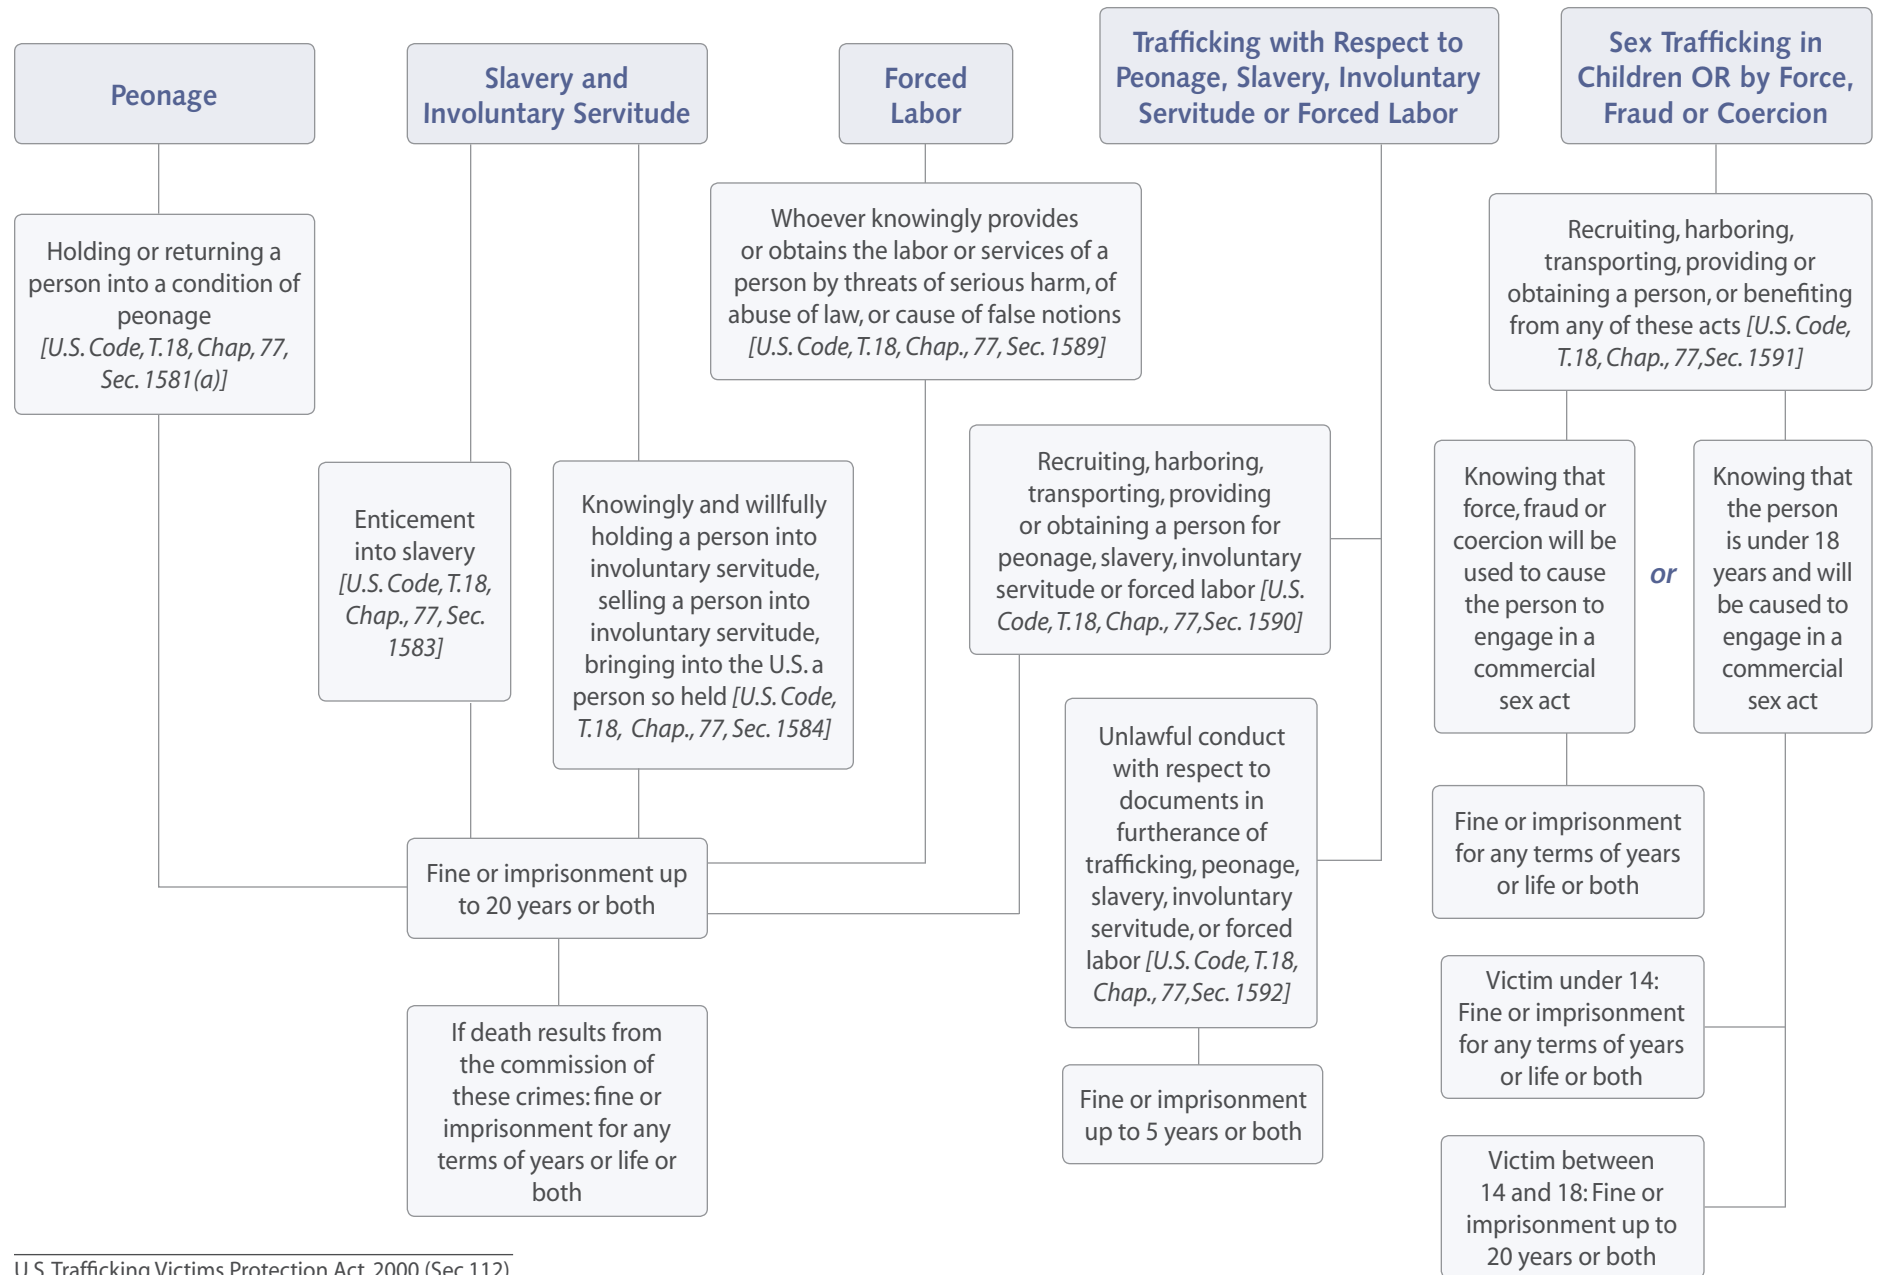 Peonage
Slavery and
Involuntary Servitude
Forced
Labor
Trafficking with Respect to
Peonage, Slavery, Involuntary
Servitude or Forced Labor
Sex Trafficking in
Children OR by Force,
Fraud or Coercion
Holding or returning a
person into a condition of
peonage
[U.S. Code, T.18, Chap, 77,
Sec. 1581(a)]
Enticement
into slavery
[U.S. Code, T.18,
Chap., 77, Sec.
1583]
Knowingly and willfully
holding a person into
involuntary servitude,
selling a person into
involuntary servitude,
bringing into the U.S. a
person so held [U.S. Code,
T.18, Chap., 77, Sec. 1584]
Whoever knowingly provides
or obtains the labor or services of a
person by threats of serious harm, of
abuse of law, or cause of false notions
[U.S. Code, T.18, Chap., 77, Sec. 1589]
Recruiting, harboring,
transporting, providing
or obtaining a person for
peonage, slavery, involuntary
servitude or forced labor [U.S.
Code, T.18, Chap., 77,Sec. 1590]
Unlawful conduct
with respect to
documents in
furtherance of
trafficking, peonage,
slavery, involuntary
servitude, or forced
labor [U.S. Code, T.18,
Chap., 77,Sec. 1592]
Fine or imprisonment
up to 5 years or both
Recruiting, harboring,
transporting, providing or
obtaining a person, or benefiting
from any of these acts [U.S. Code,
T.18, Chap., 77,Sec. 1591]
Knowing that
force, fraud or
coercion will be
used to cause
the person to
engage in a
commercial
sex act
or
Knowing that
the person
is under 18
years and will
be caused to
engage in a
commercial
sex act
Fine or imprisonment
for any terms of years
or life or both
Victim under 14:
Fine or imprisonment
for any terms of years
or life or both
Victim between
14 and 18: Fine or
imprisonment up to
20 years or both
Fine or imprisonment up
to 20 years or both
If death results from
the commission of
these crimes: fine or
imprisonment for any
terms of years or life or
both
U.S. Trafficking Victims Protection Act, 2000 (Sec 112)